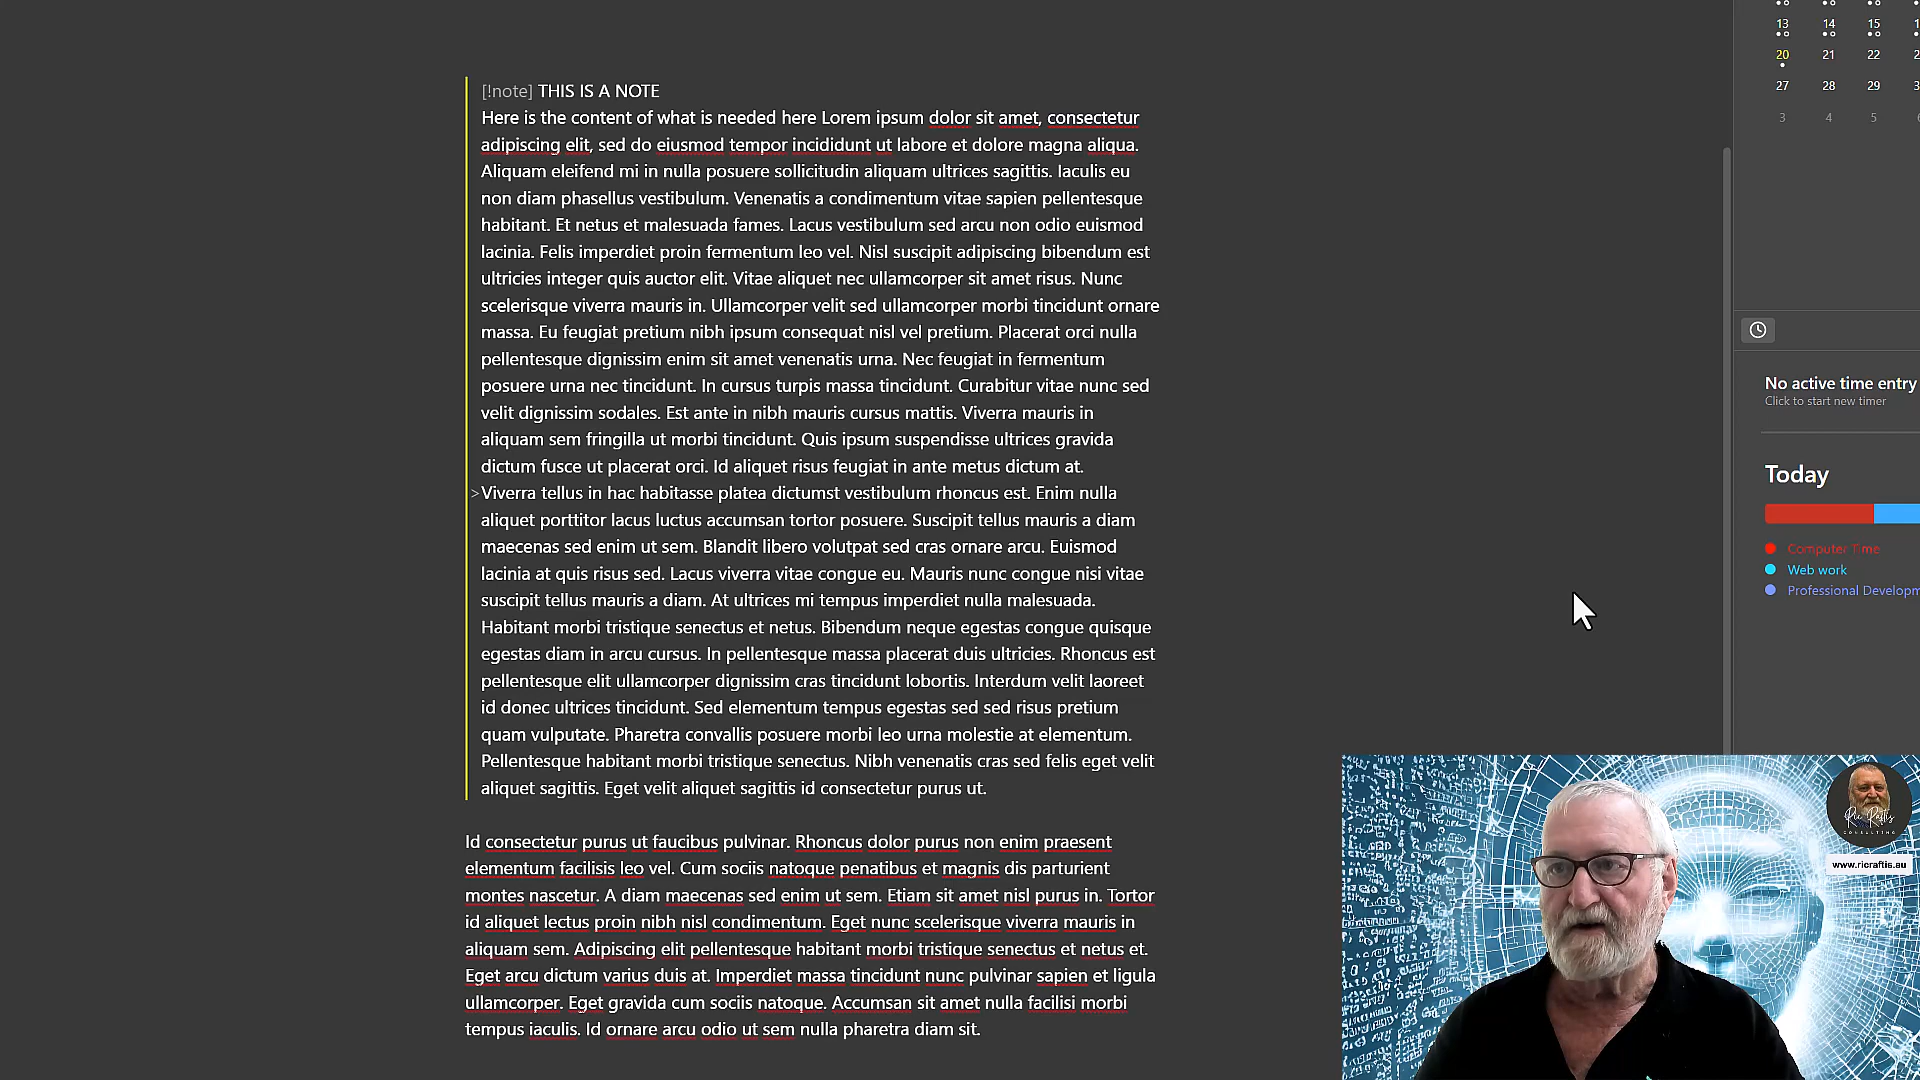 [!note] THIS IS A NOTE
Here is the content of what is needed here Lorem ipsum dolor sit amet, consectetur
adipiscing elit, sed do eiusmod tempor incididunt ut labore et dolore magna aliqua.
Aliquam eleifend mi in nulla posuere sollicitudin aliquam ultrices sagittis. Iaculis eu
non diam phasellus vestibulum. Venenatis a condimentum vitae sapien pellentesque
habitant. Et netus et malesuada fames. Lacus vestibulum sed arcu non odio euismod
lacinia. Felis imperdiet proin fermentum leo vel. Nisl suscipit adipiscing bibendum est
ultricies integer quis auctor elit. Vitae aliquet nec ullamcorper sit amet risus. Nunc
scelerisque viverra mauris in. Ullamcorper velit sed ullamcorper morbi tincidunt ornare
massa. Eu feugiat pretium nibh ipsum consequat nisl vel pretium. Placerat orci nulla
pellentesque dignissim enim sit amet venenatis urna. Nec feugiat in fermentum
posuere urna nec tincidunt. In cursus turpis massa tincidunt. Curabitur vitae nunc sed
velit dignissim sodales. Est ante in nibh mauris cursus mattis. Viverra mauris in
aliquam sem fringilla ut morbi tincidunt. Quis ipsum suspendisse ultrices gravida
dictum fusce ut placerat orci. Id aliquet risus feugiat in ante metus dictum at.
>Viverra tellus in hac habitasse platea dictumst vestibulum rhoncus est. Enim nulla
aliquet porttitor lacus luctus accumsan tortor posuere. Suscipit tellus mauris a diam
maecenas sed enim ut sem. Blandit libero volutpat sed cras ornare arcu. Euismod
lacinia at quis risus sed. Lacus viverra vitae congue eu. Mauris nunc congue nisi vitae
suscipit tellus mauris a diam. At ultrices mi tempus imperdiet nulla malesuada.
Habitant morbi tristique senectus et netus. Bibendum neque egestas congue quisque
egestas diam in arcu cursus. In pellentesque massa placerat duis ultricies. Rhoncus est
pellentesque elit ullamcorper dignissim cras tincidunt lobortis. Interdum velit laoreet
id donec ultrices tincidunt. Sed elementum tempus egestas sed sed risus pretium
quam vulputate. Pharetra convallis posuere morbi leo urna molestie at elementum.
Pellentesque habitant morbi tristique senectus. Nibh venenatis cras sed felis eget velit
aliquet sagittis. Eget velit aliquet sagittis id consectetur purus ut.
Id consectetur purus ut faucibus pulvinar. Rhoncus dolor purus non enim praesent
elementum facilisis leo vel. Cum sociis natoque penatibus et magnis dis parturient
montes nascetur. A diam maecenas sed enim ut sem. Etiam sit amet nisl purus in. Tortor
id aliquet lectus proin nibh nisl condimentum. Eget nunc scelerisque viverra mauris in
aliquam sem. Adipiscing elit pellentesque habitant morbi tristique senectus et netus et.
Eget arcu dictum varius duis at. Imperdiet massa tincidunt nunc pulvinar sapien et ligula
ullamcorper. Eget gravida cum sociis natoque. Accumsan sit amet nulla facilisi morbi
tempus iaculis. Id ornare arcu odio ut sem nulla pharetra diam sit.
13 14 15
20 21 22
27 28 29
3 4 5
No active time entry
Click to start new timer
Today
Computer Time
Web work
Professional Developm
Ric Raftis
CONSULTING
www.ricraftis.au